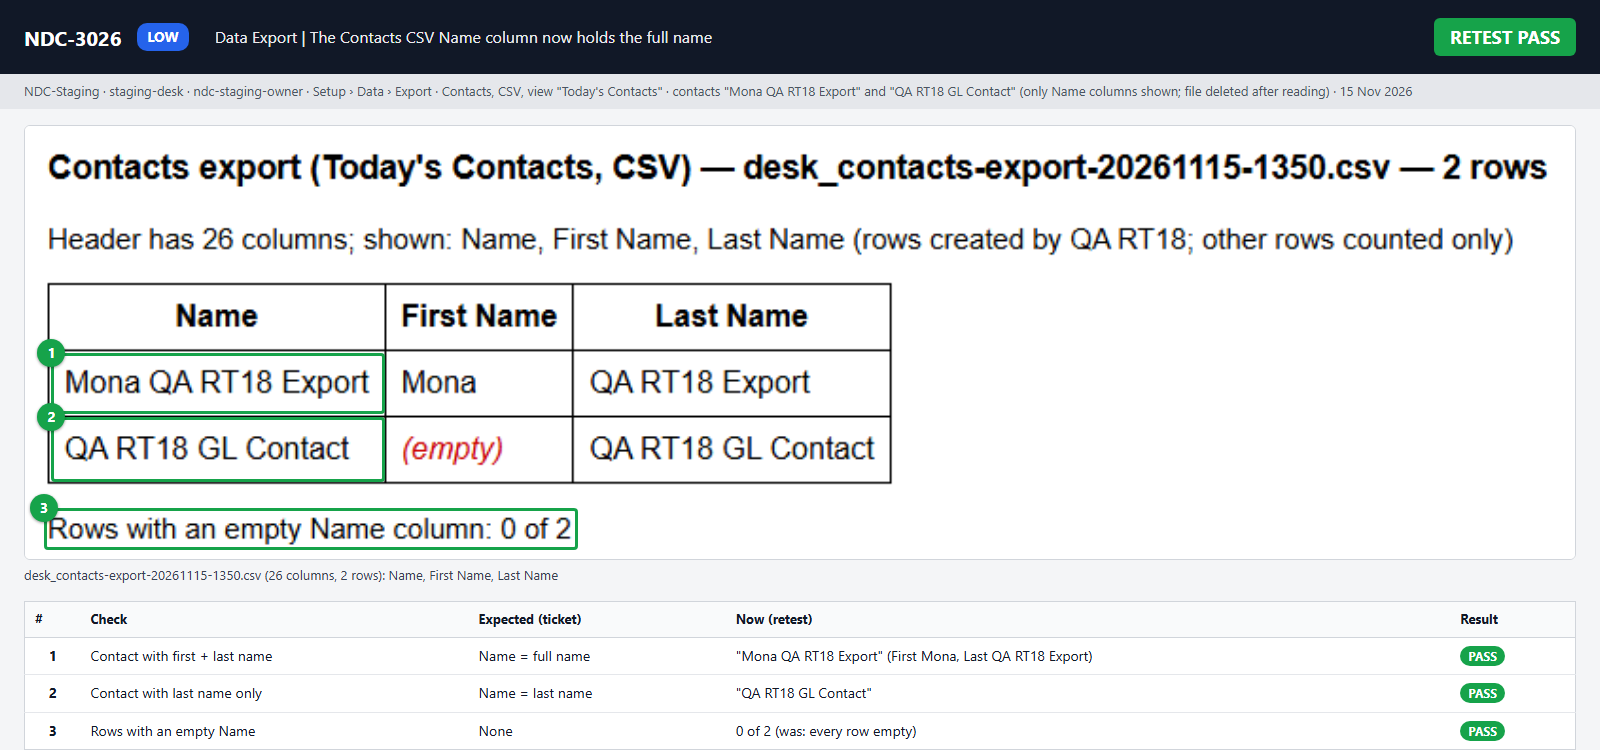 NDC-3026 LOW Data Export | The Contacts CSV Name column now holds the full name RETEST PASS
NDC-Staging · staging-desk · ndc-staging-owner · Setup › Data › Export · Contacts, CSV, view "Today's Contacts" · contacts "Mona QA RT18 Export" and "QA RT18 GL Contact" (only Name columns shown; file deleted after reading) · 15 Nov 2026
Contacts export (Today's Contacts, CSV) — desk_contacts-export-20261115-1350.csv — 2 rows
Header has 26 columns; shown: Name, First Name, Last Name (rows created by QA RT18; other rows counted only)
Name First Name Last Name
1 Mona QA RT18 Export Mona QA RT18 Export
2 QA RT18 GL Contact (empty) QA RT18 GL Contact
3 Rows with an empty Name column: 0 of 2
desk_contacts-export-20261115-1350.csv (26 columns, 2 rows): Name, First Name, Last Name
# Check Expected (ticket) Now (retest) Result
1 Contact with first + last name Name = full name "Mona QA RT18 Export" (First Mona, Last QA RT18 Export) PASS
2 Contact with last name only Name = last name "QA RT18 GL Contact" PASS
3 Rows with an empty Name None 0 of 2 (was: every row empty) PASS